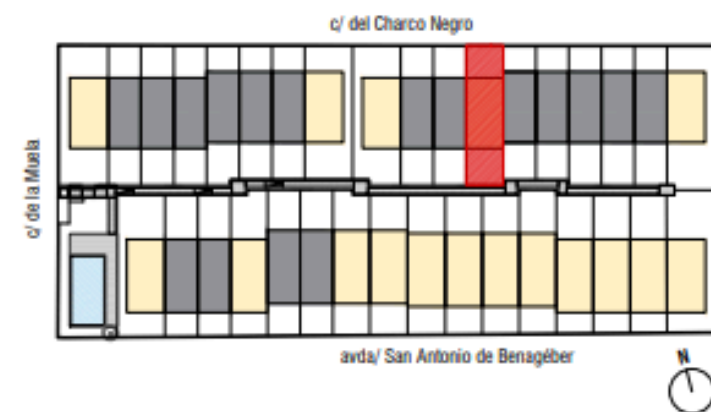 c/ del Charco Negro
c/ de la Muela
avda/ San Antonio de Benagéber
N